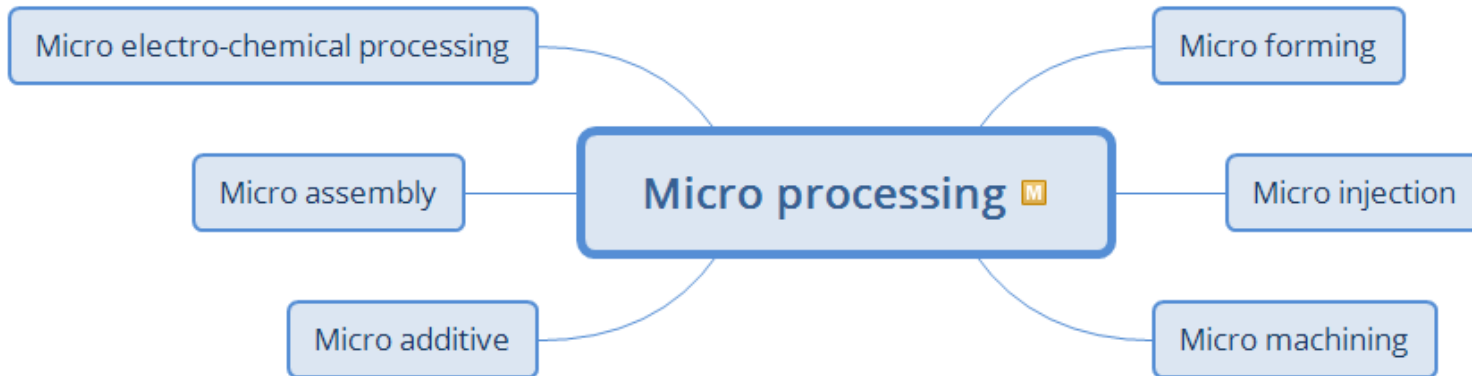 Micro electro-chemical processing
Micro forming
Micro assembly
Micro processing M
Micro injection
Micro additive
Micro machining